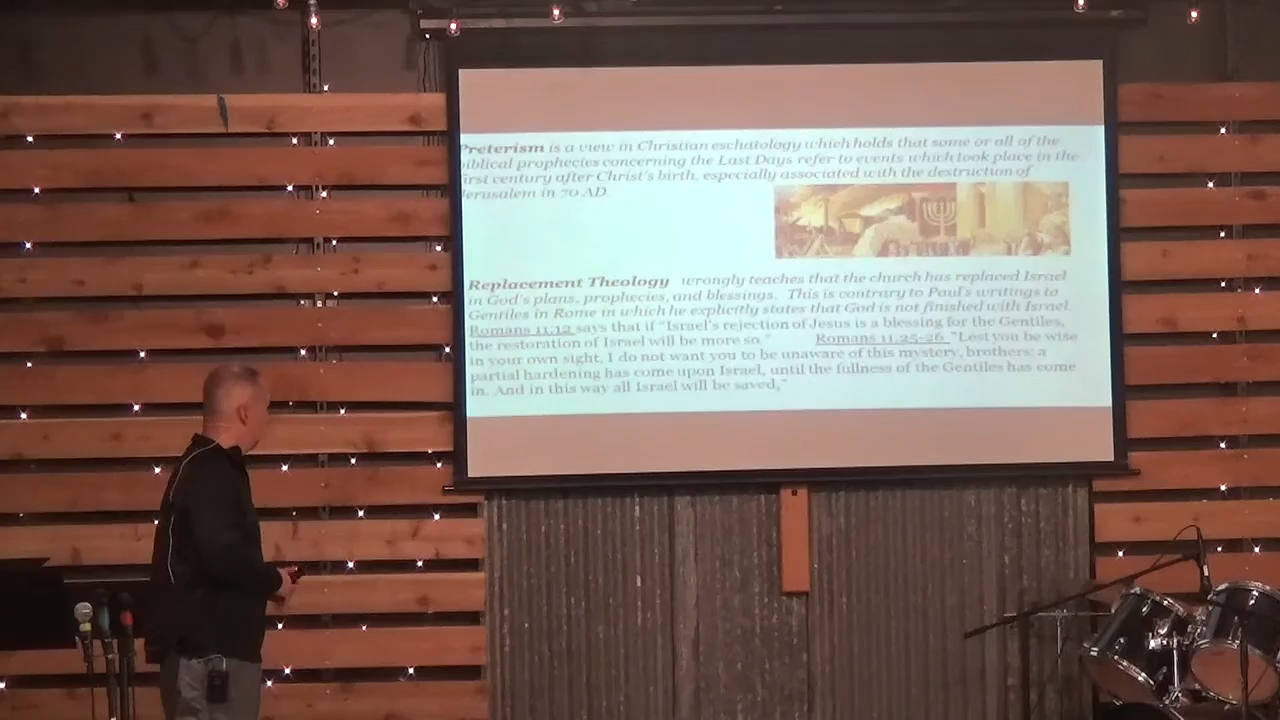 Preterism is a view in Christian eschatology which holds that some or all of the
biblical prophecies concerning the Last Days refer to events which took place in the
first century after Christ's birth, especially associated with the destruction of
Jerusalem in 70 AD.
Replacement Theology wrongly teaches that the church has replaced Israel
in God's plans, prophecies, and blessings. This is contrary to Paul's writings to
Gentiles in Rome in which he explicitly states that God is not finished with Israel.
Romans 11:12 says that if "Israel's rejection of Jesus is a blessing for the Gentiles,
the restoration of Israel will be more so." Romans 11.25-26 "Lest you be wise
in your own sight, I do not want you to be unaware of this mystery, brothers: a
partial hardening has come upon Israel, until the fullness of the Gentiles has come
in. And in this way all Israel will be saved,"